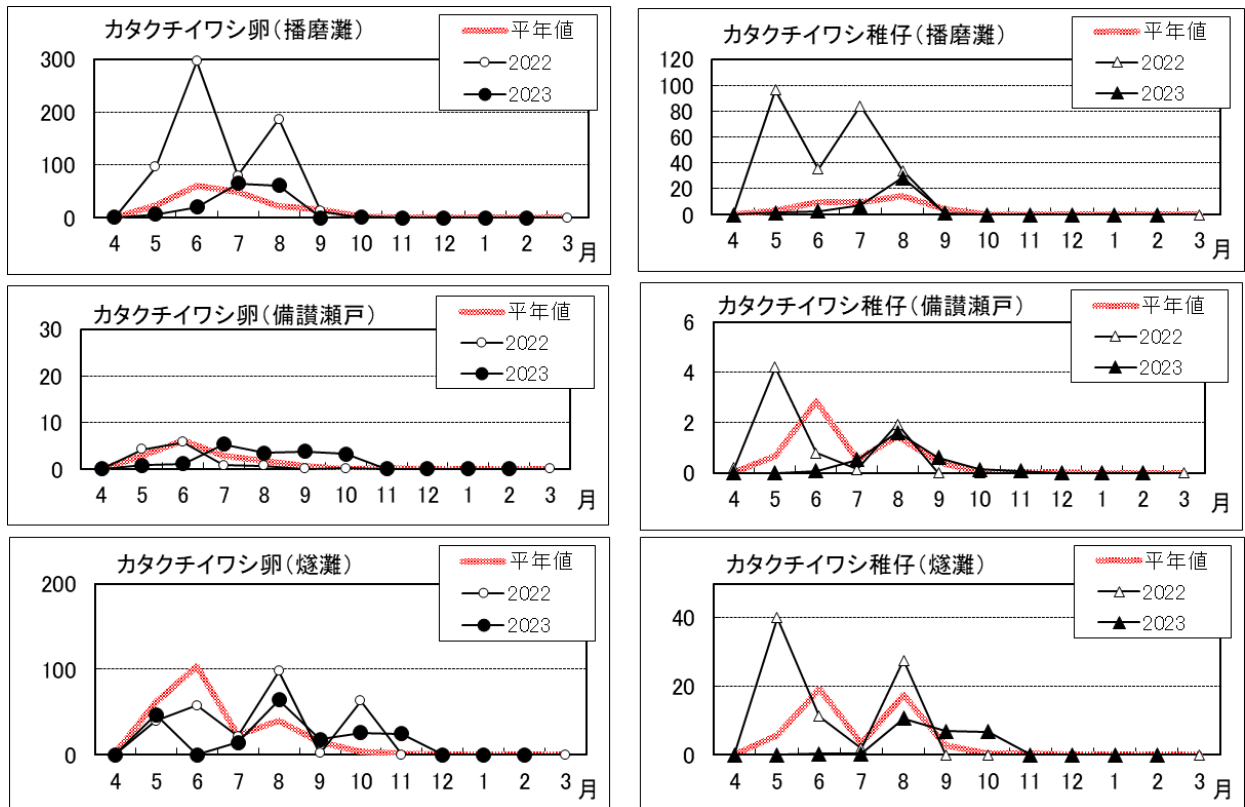 カタクチイワシ卵(播磨灘)
平年値
2022
2023
300
200
100
0
4 5 6 7 8 9 10 11 12 1 2 3 月
カタクチイワシ稚仔(播磨灘)
平年値
2022
2023
120
100
80
60
40
20
0
4 5 6 7 8 9 10 11 12 1 2 3 月
カタクチイワシ卵(備讃瀬戸)
平年値
2022
2023
30
20
10
0
4 5 6 7 8 9 10 11 12 1 2 3 月
カタクチイワシ稚仔(備讃瀬戸)
平年値
2022
2023
6
4
2
0
4 5 6 7 8 9 10 11 12 1 2 3 月
カタクチイワシ卵(燧灘)
平年値
2022
2023
200
100
0
4 5 6 7 8 9 10 11 12 1 2 3 月
カタクチイワシ稚仔(燧灘)
平年値
2022
2023
40
20
0
4 5 6 7 8 9 10 11 12 1 2 3 月